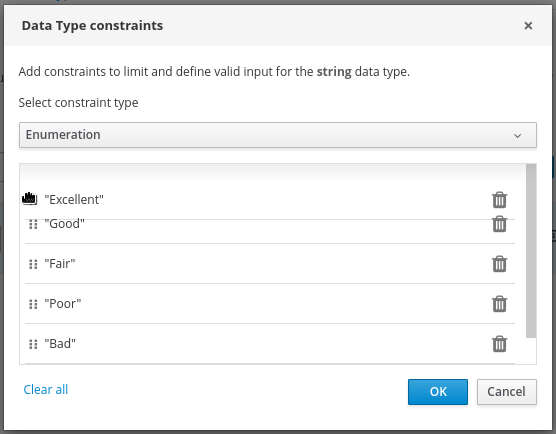 Data Type constraints
×
Add constraints to limit and define valid input for the string data type.
Select constraint type
Enumeration
"Excellent"
"Good"
"Fair"
"Poor"
"Bad"
Clear all
OK
Cancel